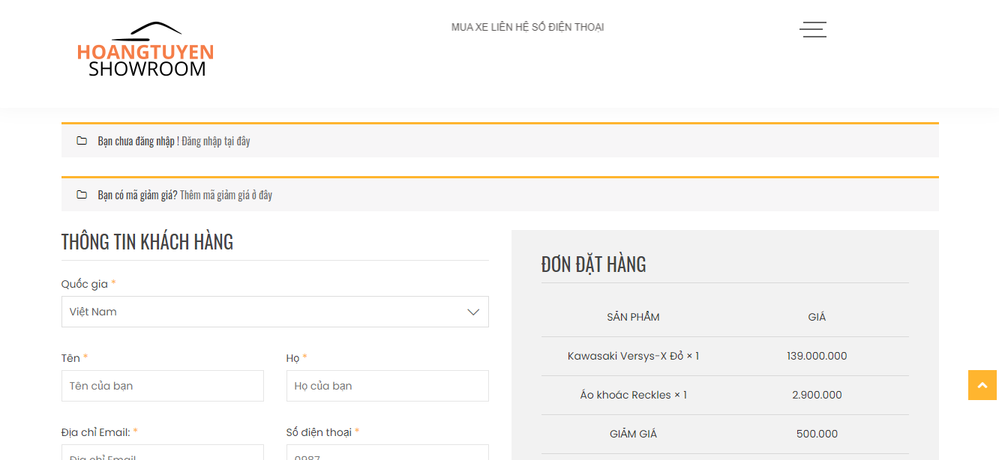 HOANGTUYEN
SHOWROOM
MUA XE LIÊN HỆ SỐ ĐIỆN THOẠI
Bạn chưa đăng nhập ! Đăng nhập tại đây
Bạn có mã giảm giá? Thêm mã giảm giá ở đây
THÔNG TIN KHÁCH HÀNG
Quốc gia *
Việt Nam
Tên *
Họ *
Tên của bạn
Họ của bạn
Địa chỉ Email: *
Số điện thoại *
Địa chỉ Email
0987
ĐƠN ĐẶT HÀNG
SẢN PHẨM GIÁ
Kawasaki Versys-X Đỏ × 1 139.000.000
Áo khoác Reckles × 1 2.900.000
GIẢM GIÁ 500.000